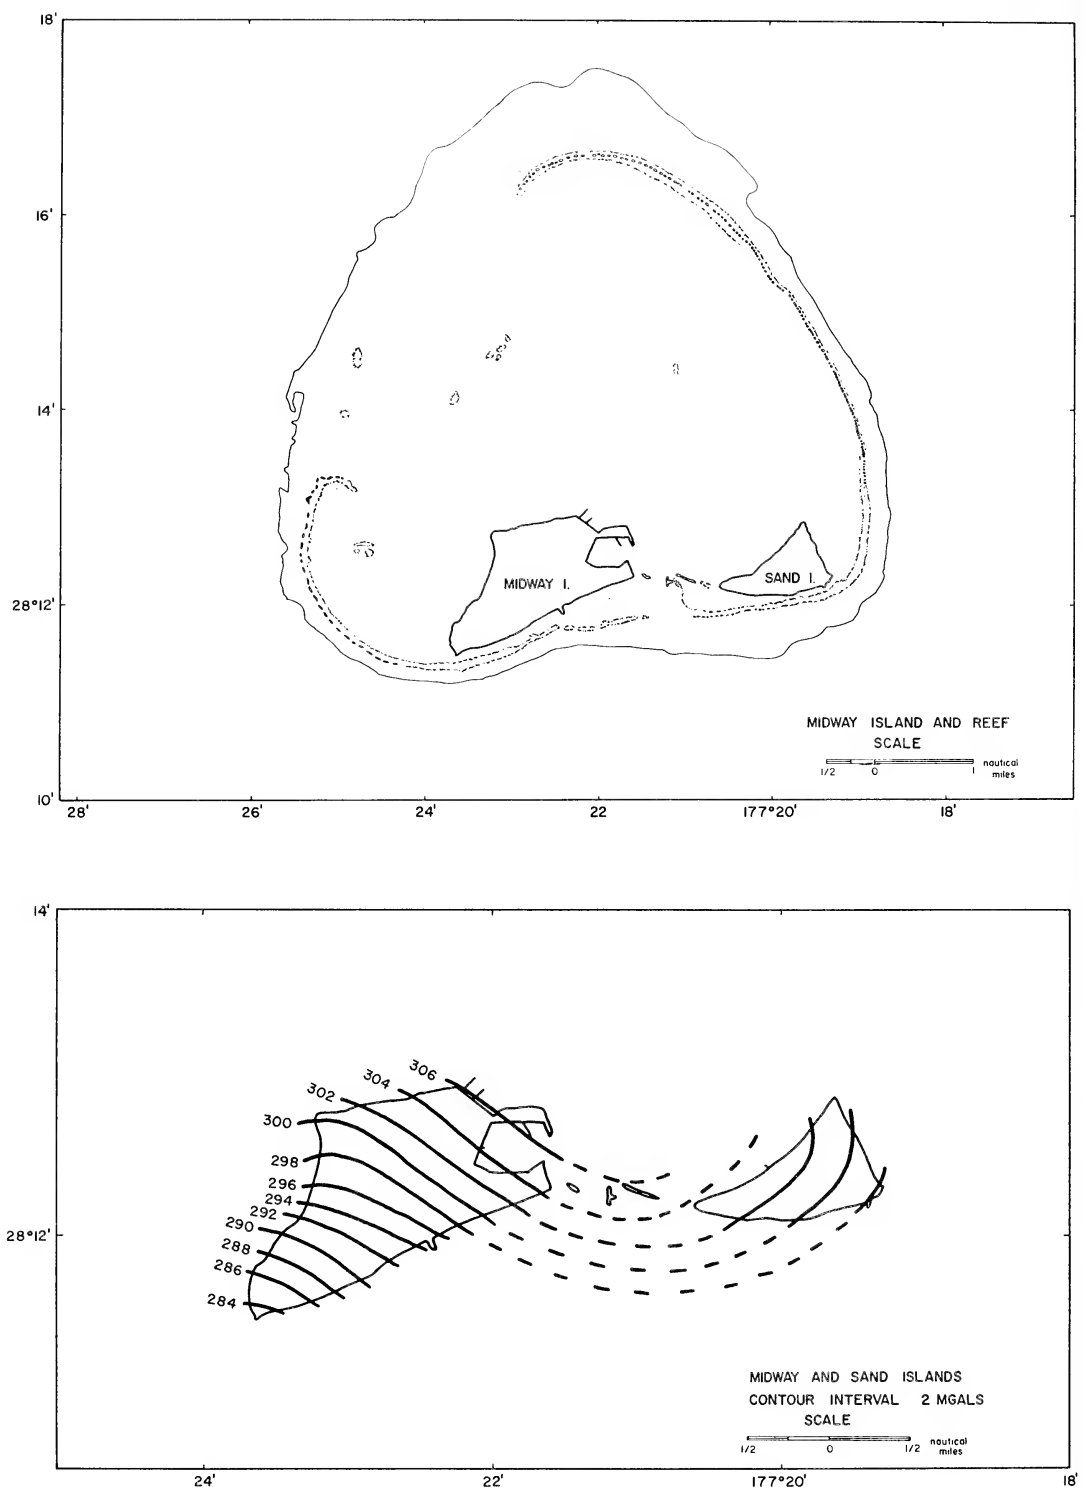 18'
16'
14'
MIDWAY I.
SAND I.
28°12'
MIDWAY ISLAND AND REEF
SCALE
nautical
miles
1/2 0 1
10'
28' 26' 24' 22 177°20' 18'
14'
306
304
302
300
298
296
294
292
290
288
286
284
28°12'
MIDWAY AND SAND ISLANDS
CONTOUR INTERVAL 2 MGALS
SCALE
nautical
miles
1/2 0 1/2
24' 22' 177°20' 18'